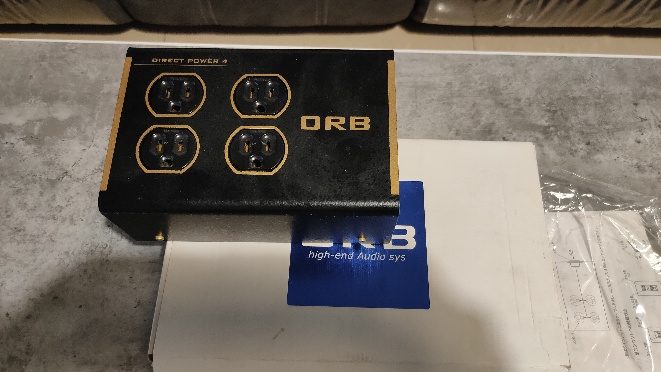 DIRECT POWER 4
ORB
ORB
high-end Audio sys